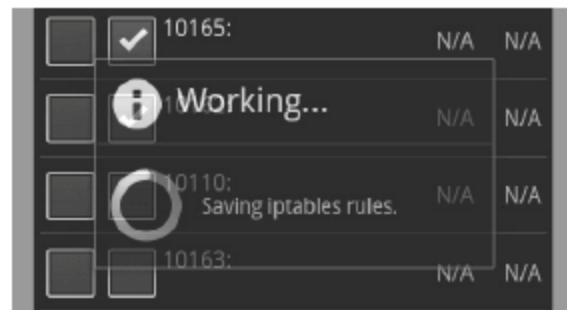 10165:
N/A N/A
Working...
N/A N/A
10110:
Saving iptables rules.
N/A N/A
10163:
N/A N/A